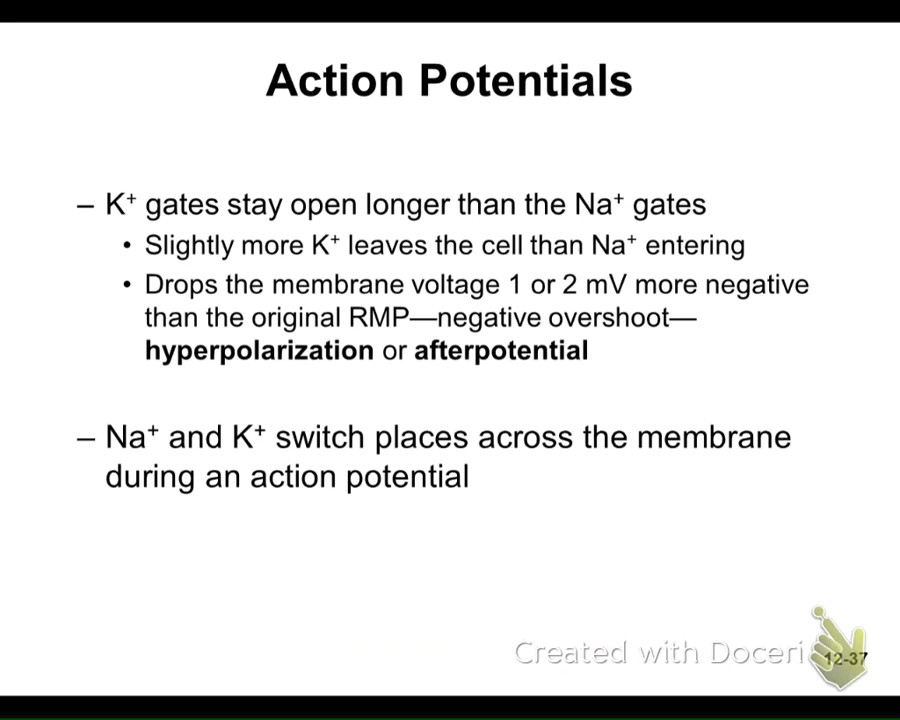 Action Potentials
– K⁺ gates stay open longer than the Na⁺ gates
• Slightly more K⁺ leaves the cell than Na⁺ entering
• Drops the membrane voltage 1 or 2 mV more negative
than the original RMP—negative overshoot—
hyperpolarization or afterpotential
– Na⁺ and K⁺ switch places across the membrane
during an action potential
Created with Doceri
12-37